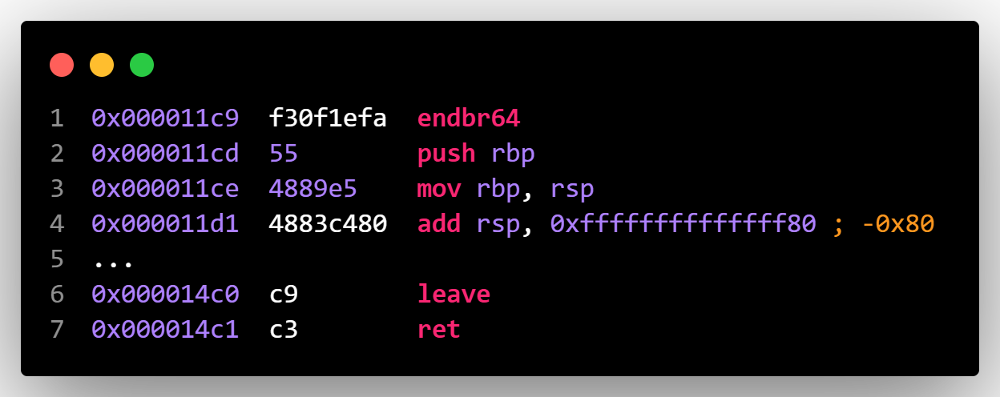 1 0x000011c9 f30f1efa endbr64
2 0x000011cd 55 push rbp
3 0x000011ce 4889e5 mov rbp, rsp
4 0x000011d1 4883c480 add rsp, 0xffffffffffffff80 ; -0x80
5 ...
6 0x000014c0 c9 leave
7 0x000014c1 c3 ret